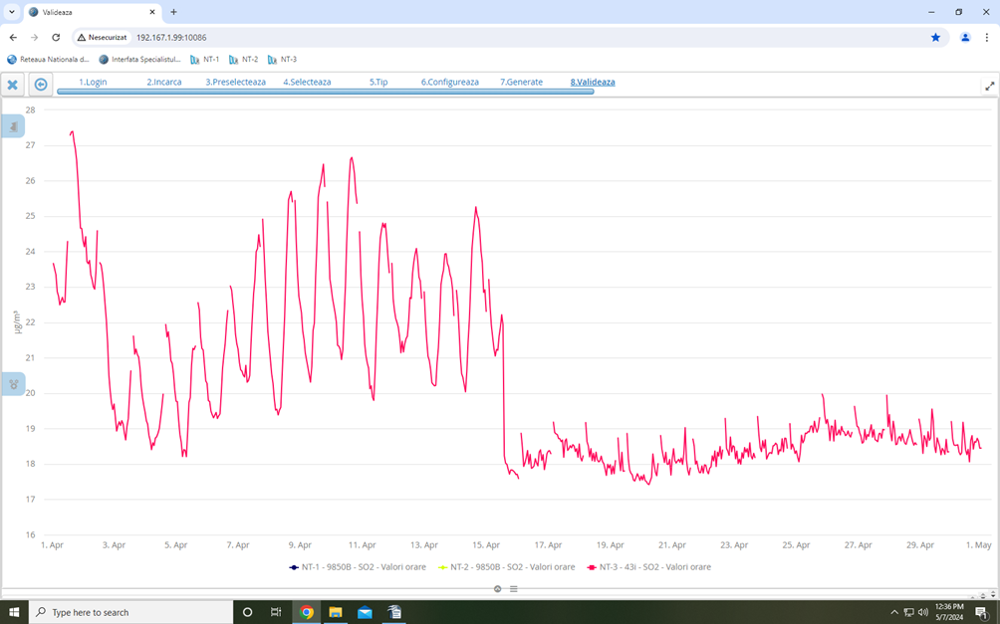 Valideaza
Nesecurizat 192.167.1.99:10086
Reteaua Nationala d... Interfata Specialistul... NT-1 NT-2 NT-3
1.Login 2.Incarca 3.Preselecteaza 4.Selecteaza 5.Tip 6.Configureaza 7.Generate 8.Valideaza
28
27
26
25
24
23
22
21
20
19
18
17
16
µg/m³
1. Apr 3. Apr 5. Apr 7. Apr 9. Apr 11. Apr 13. Apr 15. Apr 17. Apr 19. Apr 21. Apr 23. Apr 25. Apr 27. Apr 29. Apr 1. May
NT-1 - 9850B - SO2 - Valori orare NT-2 - 9850B - SO2 - Valori orare NT-3 - 43i - SO2 - Valori orare
Type here to search
12:36 PM
5/7/2024
1